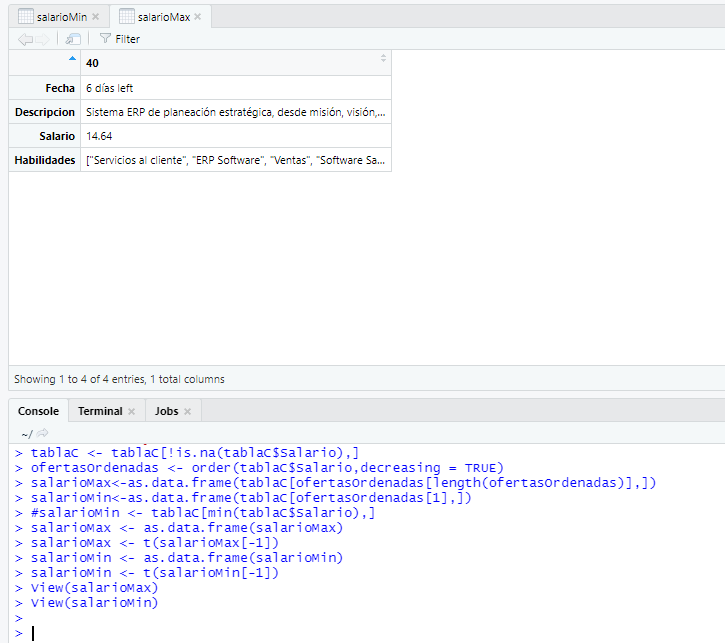 salarioMin × salarioMax ×
Filter
40
Fecha 6 días left
Descripcion Sistema ERP de planeación estratégica, desde misión, visión,...
Salario 14.64
Habilidades ["Servicios al cliente", "ERP Software", "Ventas", "Software Sa...
Showing 1 to 4 of 4 entries, 1 total columns
Console Terminal × Jobs ×
~/
> tablaC <- tablaC[!is.na(tablaC$Salario),]
> ofertasOrdenadas <- order(tablaC$Salario,decreasing = TRUE)
> salarioMax<-as.data.frame(tablaC[ofertasOrdenadas[length(ofertasOrdenadas)],])
> salarioMin<-as.data.frame(tablaC[ofertasOrdenadas[1],])
> #salarioMin <- tablaC[min(tablaC$Salario),]
> salarioMax <- as.data.frame(salarioMax)
> salarioMax <- t(salarioMax[-1])
> salarioMin <- as.data.frame(salarioMin)
> salarioMin <- t(salarioMin[-1])
> View(salarioMax)
> View(salarioMin)
>
>